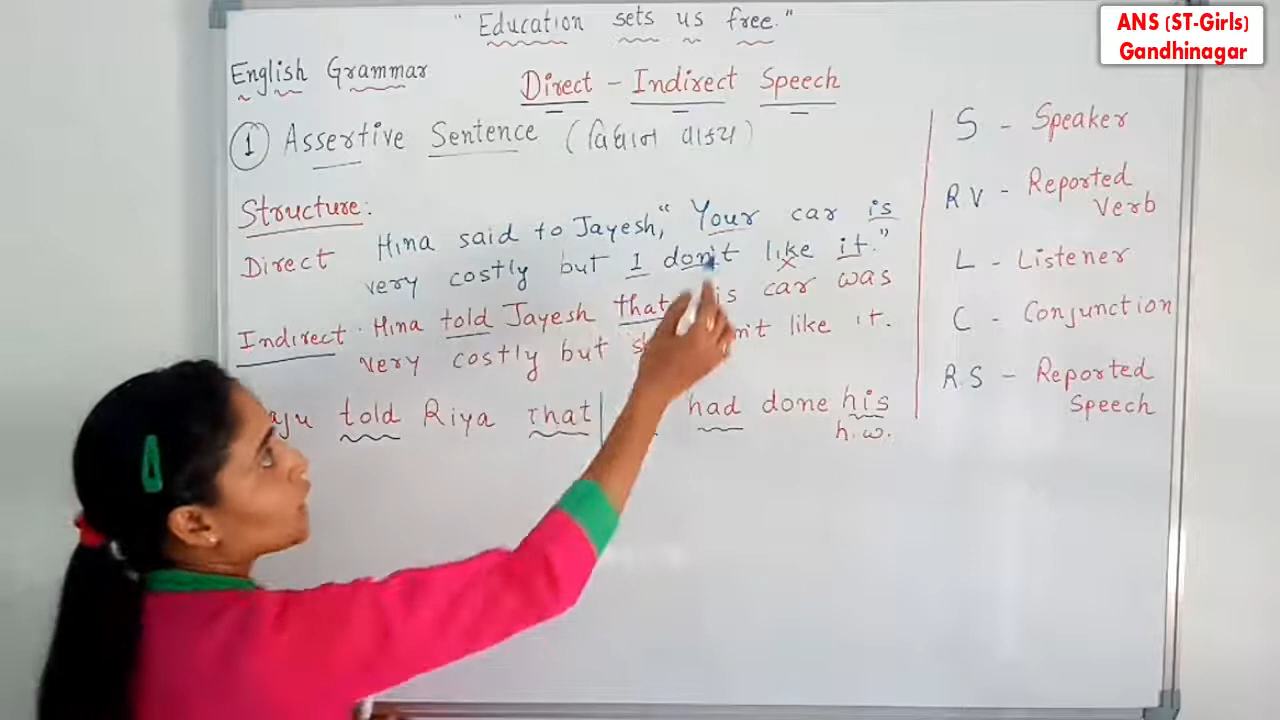 "Education sets us free."
ANS (ST-Girls)
Gandhinagar
English Grammar
Direct - Indirect Speech
1 Assertive Sentence (વિધાન વાક્ય)
Structure:
Direct Hina said to Jayesh, "Your car is
very costly but I don't like it."
Indirect. Hina told Jayesh that is car was
very costly but n't like it.
aju told Riya that had done his
h.w.
S - Speaker
RV - Reported
Verb
L - Listener
C - Conjunction
R.S - Reported
Speech